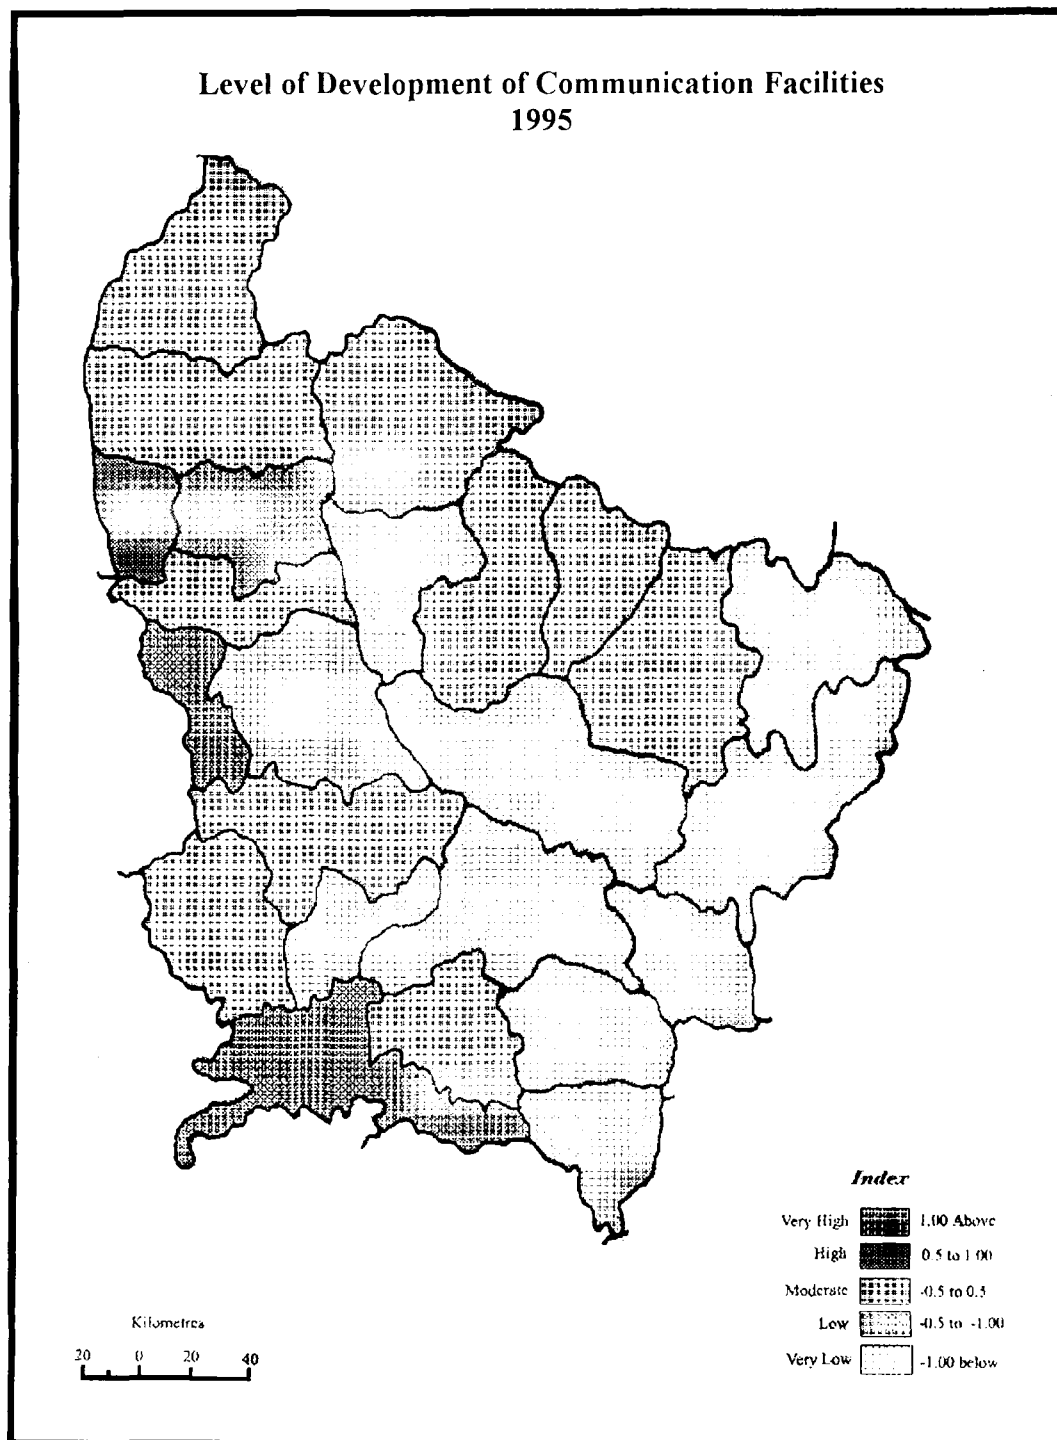 Level of Development of Communication Facilities
1995
Index
Very High 1.00 Above
High 0.5 to 1.00
Moderate -0.5 to 0.5
Low -0.5 to -1.00
Very Low -1.00 below
Kilometres
20 0 20 40